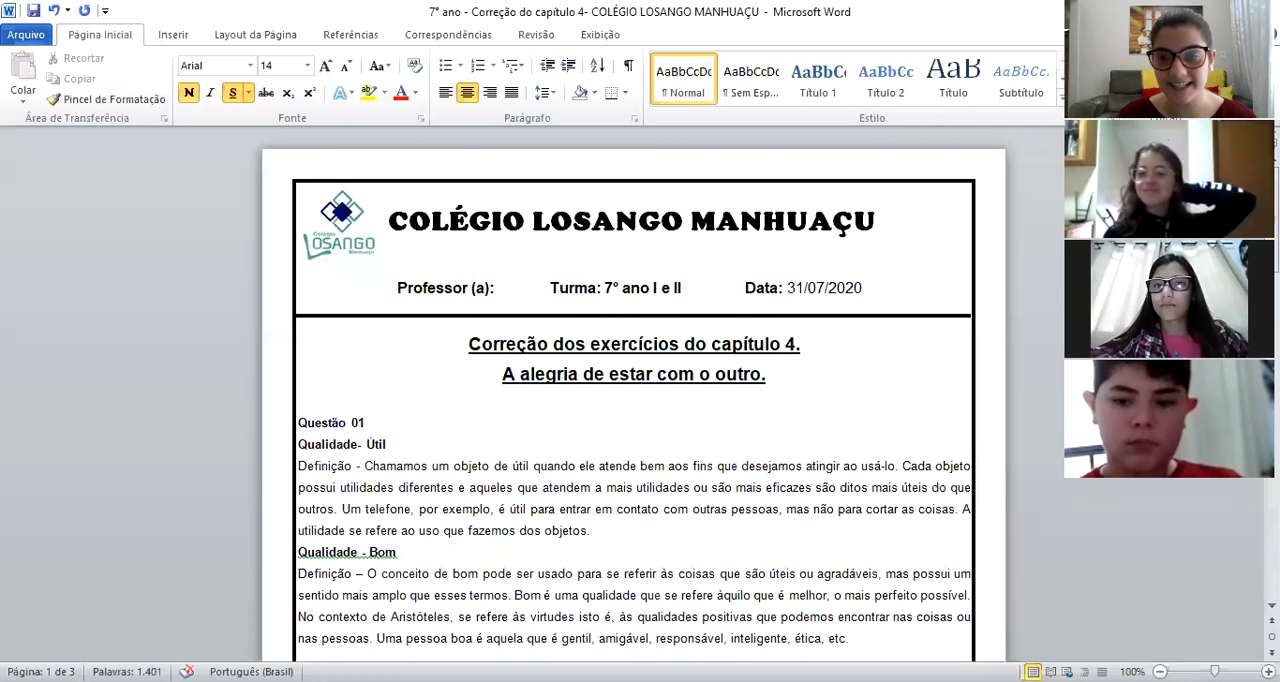 7° ano - Correção do capítulo 4- COLÉGIO LOSANGO MANHUAÇU - Microsoft Word
Arquivo Página Inicial Inserir Layout da Página Referências Correspondências Revisão Exibição
Recortar
Copiar
Colar
Pincel de Formatação
Área de Transferência
Arial 14
Aa
N I S abc x₂ x² A ab A
Fonte
Parágrafo
AaBbCcDc AaBbCcDc AaBbC AaBbCc AaB AaBbCc.
¶ Normal ¶ Sem Esp... Título 1 Título 2 Título Subtítulo
Estilo
Colégio
LOSANGO
Manhuaçu
COLÉGIO LOSANGO MANHUAÇU
Professor (a): Turma: 7° ano I e II Data: 31/07/2020
Correção dos exercícios do capítulo 4.
A alegria de estar com o outro.
Questão 01
Qualidade- Útil
Definição - Chamamos um objeto de útil quando ele atende bem aos fins que desejamos atingir ao usá-lo. Cada objeto
possui utilidades diferentes e aqueles que atendem a mais utilidades ou são mais eficazes são ditos mais úteis do que
outros. Um telefone, por exemplo, é útil para entrar em contato com outras pessoas, mas não para cortar as coisas. A
utilidade se refere ao uso que fazemos dos objetos.
Qualidade - Bom
Definição – O conceito de bom pode ser usado para se referir às coisas que são úteis ou agradáveis, mas possui um
sentido mais amplo que esses termos. Bom é uma qualidade que se refere àquilo que é melhor, o mais perfeito possível.
No contexto de Aristóteles, se refere às virtudes isto é, às qualidades positivas que podemos encontrar nas coisas ou
nas pessoas. Uma pessoa boa é aquela que é gentil, amigável, responsável, inteligente, ética, etc.
Página: 1 de 3 Palavras: 1.401 Português (Brasil) 100%